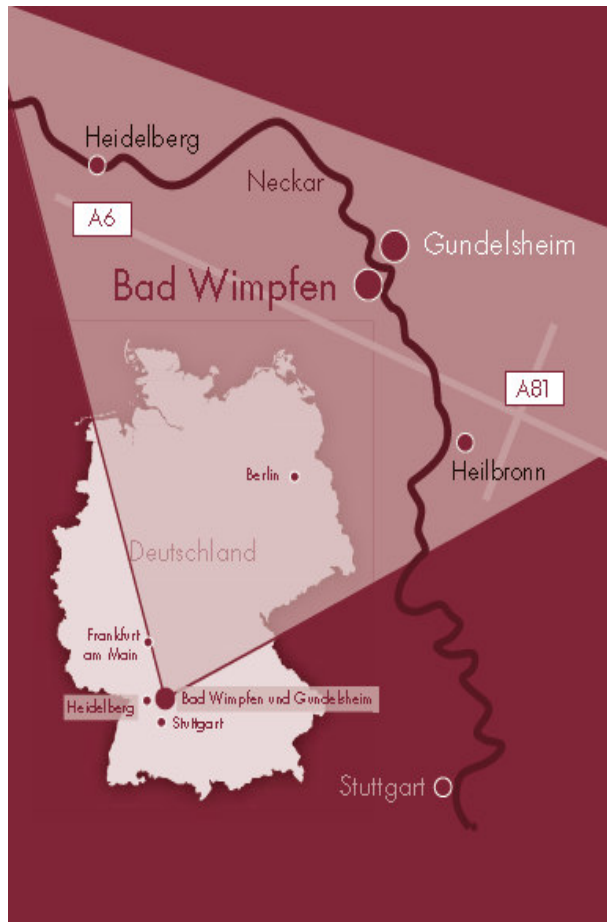 Heidelberg
Neckar
A6
Gundelsheim
Bad Wimpfen
A81
Heilbronn
Berlin
Deutschland
Frankfurt
am Main
Heidelberg
Bad Wimpfen und Gundelsheim
Stuttgart
Stuttgart